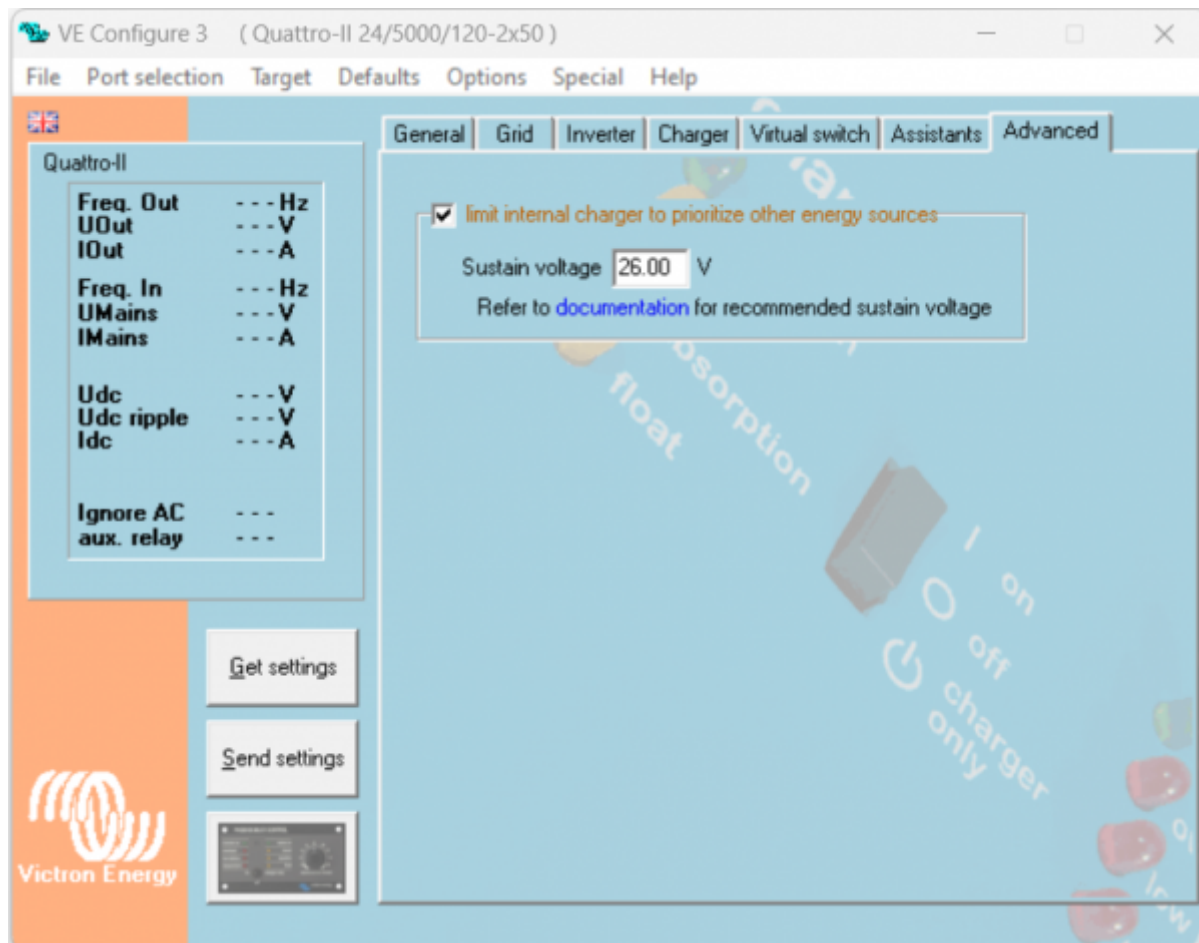 VE Configure 3 ( Quattro-II 24/5000/120-2x50 )
File Port selection Target Defaults Options Special Help
General Grid Inverter Charger Virtual switch Assistants Advanced
Quattro-II
Freq. Out - - - Hz
UOut - - - V
IOut - - - A
Freq. In - - - Hz
UMains - - - V
IMains - - - A
Udc - - - V
Udc ripple - - - V
Idc - - - A
Ignore AC - - -
aux. relay - - -
limit internal charger to prioritize other energy sources
Sustain voltage 26.00 V
Refer to documentation for recommended sustain voltage
absorption
float
I on
off
charger
only
low
Get settings
Send settings
Victron Energy